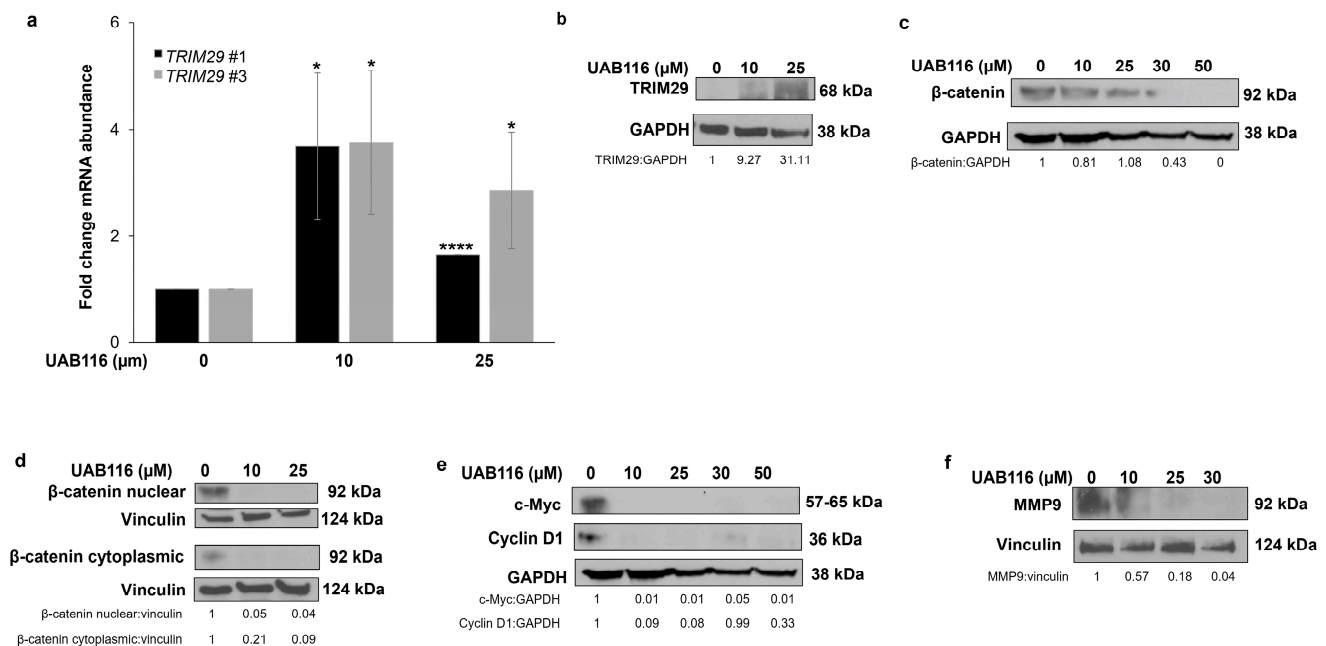 a
6
4
2
0
Fold change mRNA abundance
TRIM29 #1
TRIM29 #3
* *
**** *
UAB116 (µm) 0 10 25
b
UAB116 (µM) 0 10 25
TRIM29 68 kDa
GAPDH 38 kDa
TRIM29:GAPDH 1 9.27 31.11
c
UAB116 (µM) 0 10 25 30 50
β-catenin 92 kDa
GAPDH 38 kDa
β-catenin:GAPDH 1 0.81 1.08 0.43 0
d
UAB116 (µM) 0 10 25
β-catenin nuclear 92 kDa
Vinculin 124 kDa
β-catenin cytoplasmic 92 kDa
Vinculin 124 kDa
β-catenin nuclear:vinculin 1 0.05 0.04
β-catenin cytoplasmic:vinculin 1 0.21 0.09
e
UAB116 (µM) 0 10 25 30 50
c-Myc 57-65 kDa
Cyclin D1 36 kDa
GAPDH 38 kDa
c-Myc:GAPDH 1 0.01 0.01 0.05 0.01
Cyclin D1:GAPDH 1 0.09 0.08 0.99 0.33
f
UAB116 (µM) 0 10 25 30
MMP9 92 kDa
Vinculin 124 kDa
MMP9:vinculin 1 0.57 0.18 0.04